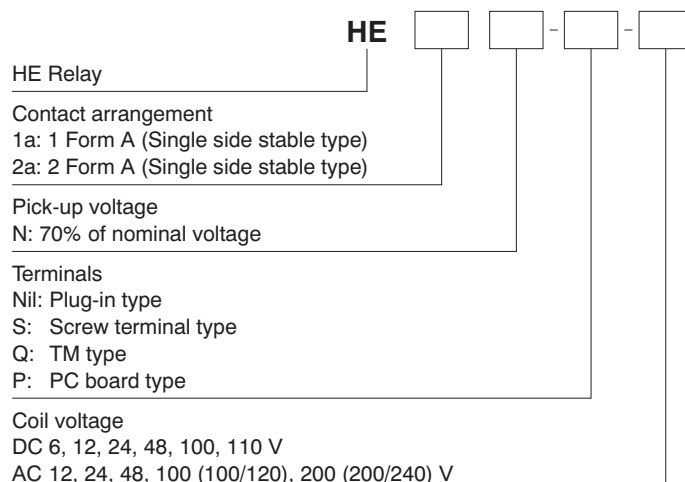 HE - -
HE Relay
Contact arrangement
1a: 1 Form A (Single side stable type)
2a: 2 Form A (Single side stable type)
Pick-up voltage
N: 70% of nominal voltage
Terminals
Nil: Plug-in type
S: Screw terminal type
Q: TM type
P: PC board type
Coil voltage
DC 6, 12, 24, 48, 100, 110 V
AC 12, 24, 48, 100 (100/120), 200 (200/240) V